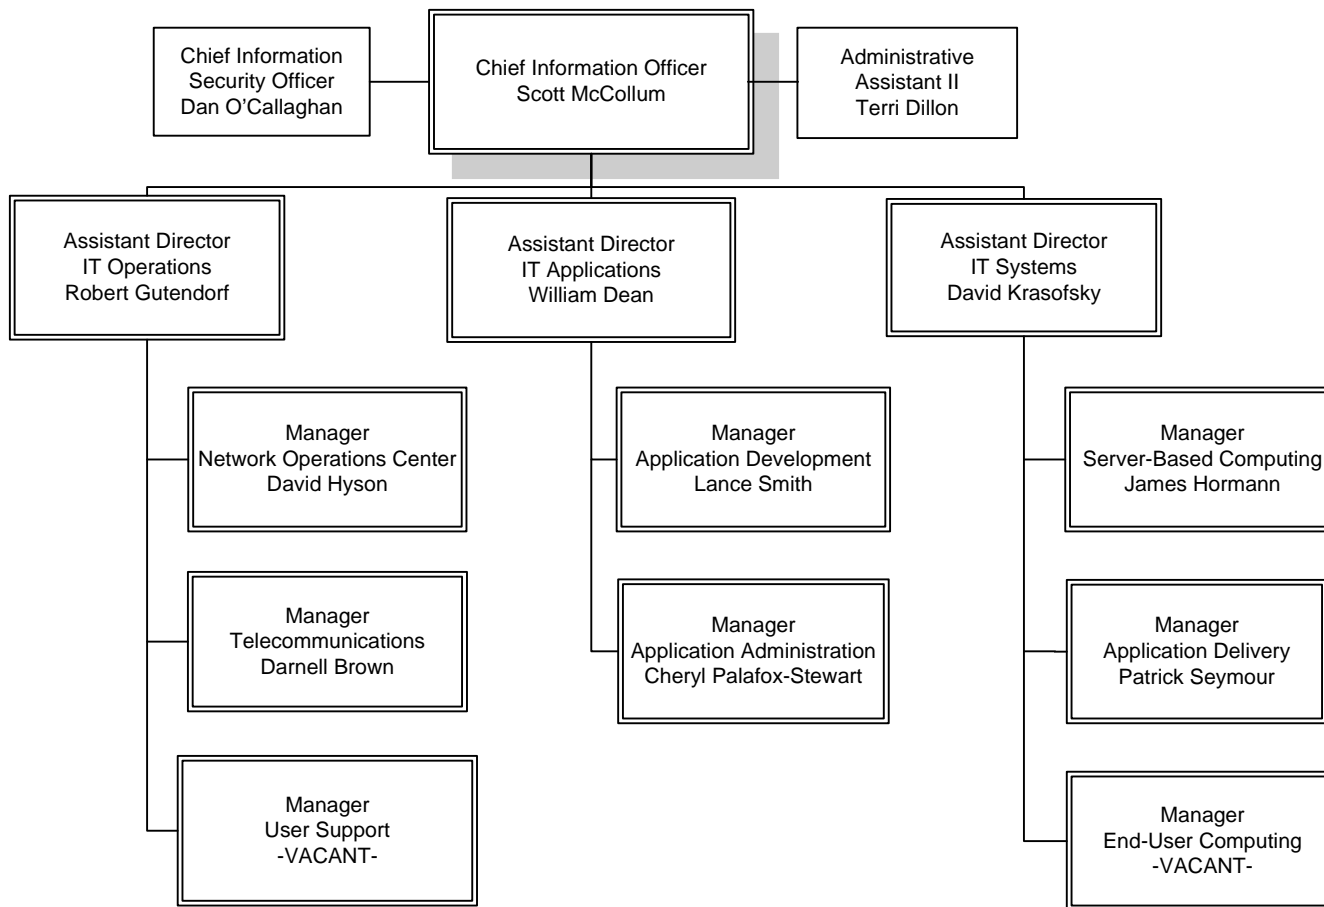 Chief Information
Security Officer
Dan O'Callaghan
Chief Information Officer
Scott McCollum
Administrative
Assistant II
Terri Dillon
Assistant Director
IT Operations
Robert Gutendorf
Assistant Director
IT Applications
William Dean
Assistant Director
IT Systems
David Krasofsky
Manager
Network Operations Center
David Hyson
Manager
Application Development
Lance Smith
Manager
Server-Based Computing
James Hormann
Manager
Telecommunications
Darnell Brown
Manager
Application Administration
Cheryl Palafox-Stewart
Manager
Application Delivery
Patrick Seymour
Manager
User Support
-VACANT-
Manager
End-User Computing
-VACANT-